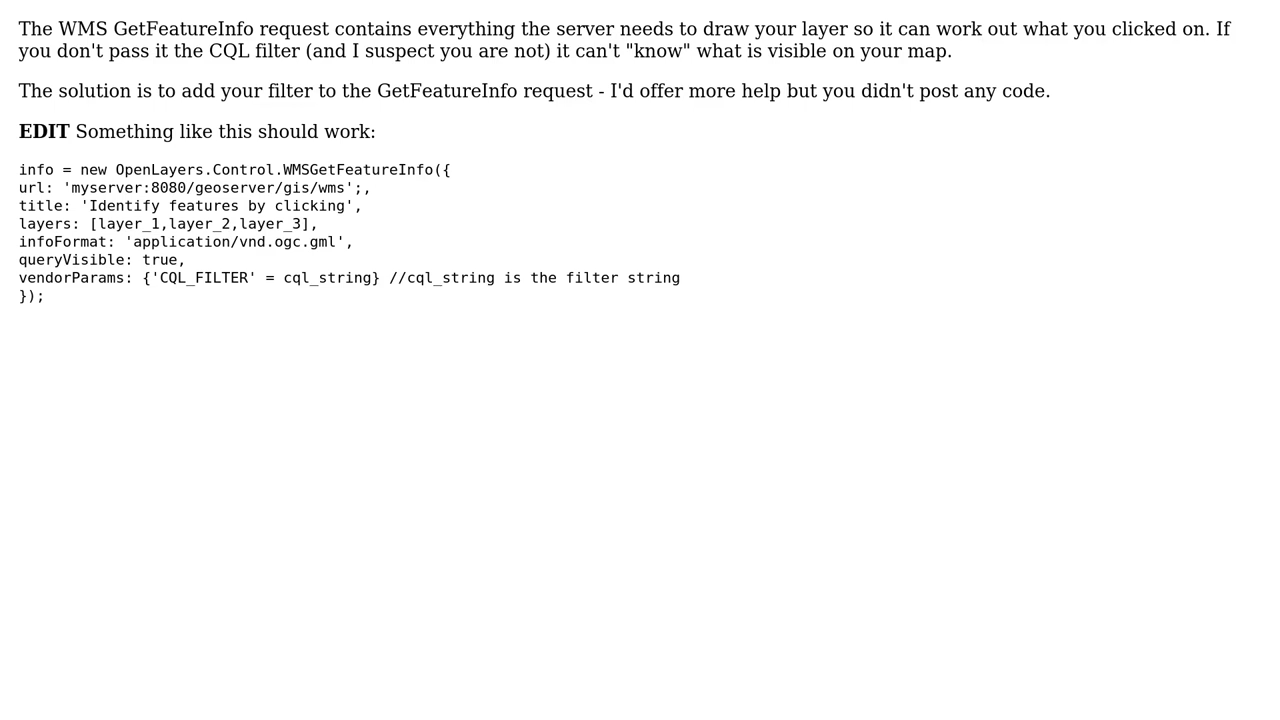 The WMS GetFeatureInfo request contains everything the server needs to draw your layer so it can work out what you clicked on. If
you don't pass it the CQL filter (and I suspect you are not) it can't "know" what is visible on your map.
The solution is to add your filter to the GetFeatureInfo request - I'd offer more help but you didn't post any code.
EDIT Something like this should work:
info = new OpenLayers.Control.WMSGetFeatureInfo({
url: 'myserver:8080/geoserver/gis/wms';,
title: 'Identify features by clicking',
layers: [layer_1,layer_2,layer_3],
infoFormat: 'application/vnd.ogc.gml',
queryVisible: true,
vendorParams: {'CQL_FILTER' = cql_string} //cql_string is the filter string
});